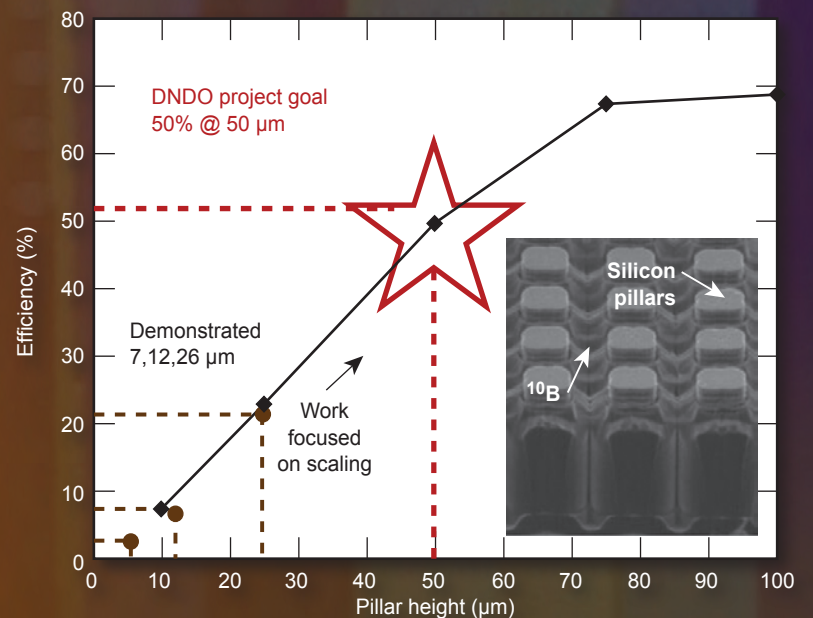 80
70
60
50
40
30
20
10
0
Efficiency (%)
DNDO project goal
50% @ 50 µm
Demonstrated
7,12,26 µm
Work
focused
on scaling
Silicon
pillars
¹⁰B
0 10 20 30 40 50 60 70 80 90 100
Pillar height (µm)